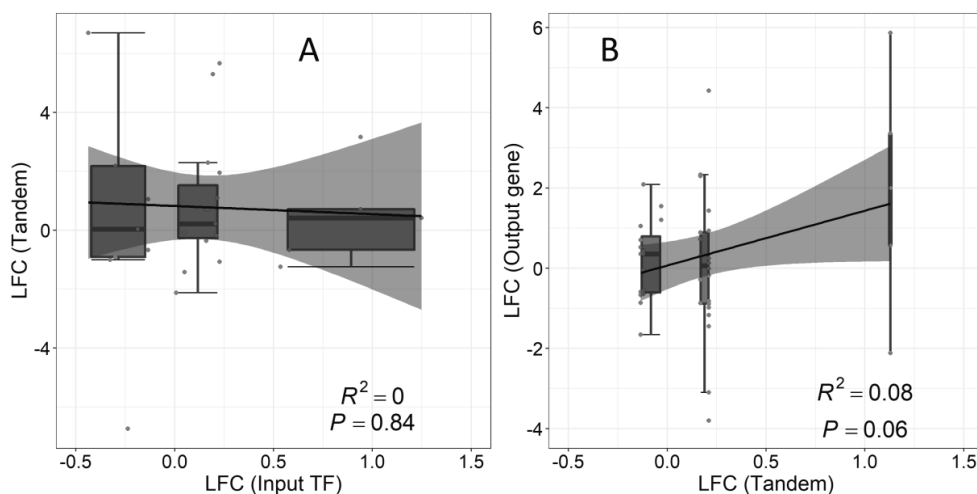 A
LFC (Tandem)
4
0
-4
R² = 0
P = 0.84
-0.5 0.0 0.5 1.0 1.5
LFC (Input TF)
B
LFC (Output gene)
6
4
2
0
-2
-4
R² = 0.08
P = 0.06
-0.5 0.0 0.5 1.0 1.5
LFC (Tandem)